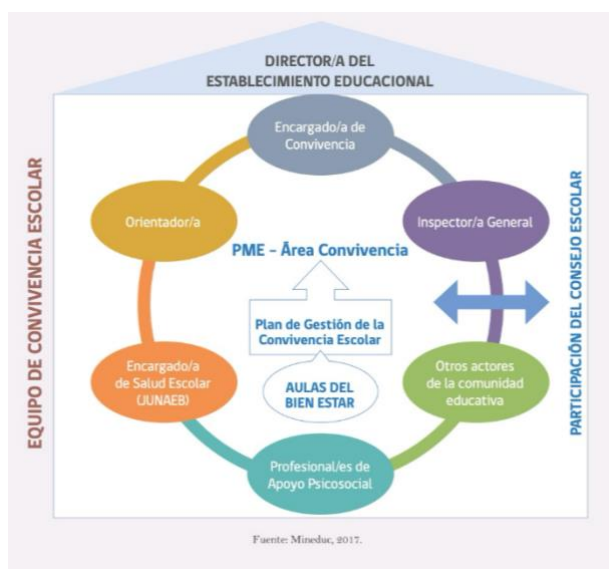 DIRECTOR/A DEL
ESTABLECIMIENTO EDUCACIONAL
EQUIPO DE CONVIVENCIA ESCOLAR
Encargado/a de
Convivencia
Orientador/a
Inspector/a General
PME - Área Convivencia
Plan de Gestión de la
Convivencia Escolar
AULAS DEL
BIEN ESTAR
Encargado/a
de Salud Escolar
(JUNAEB)
Otros actores
de la comunidad
educativa
Profesional/es de
Apoyo Psicosocial
PARTICIPACIÓN DEL CONSEJO ESCOLAR
Fuente: Mineduc, 2017.